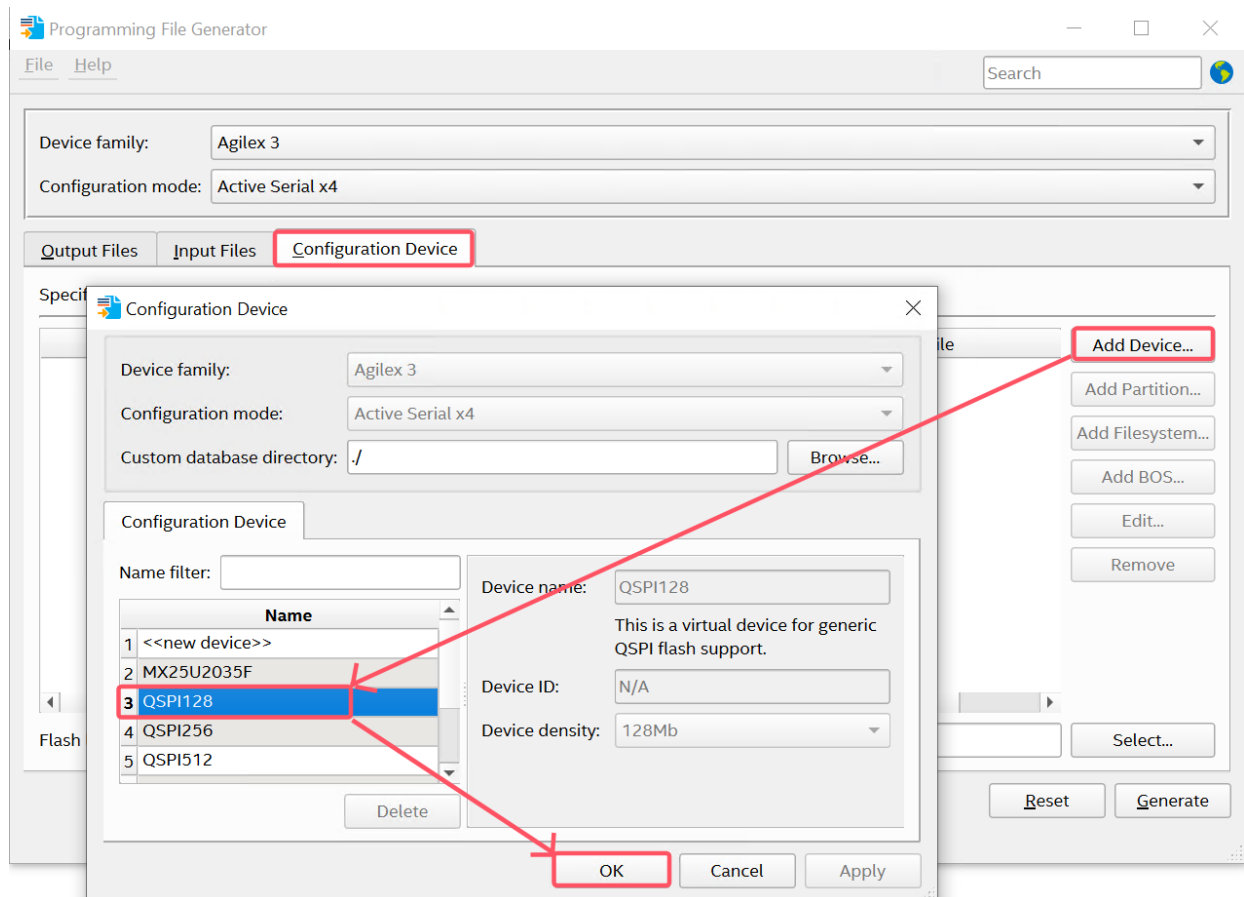 Programming File Generator
File Help
Search
Device family: Agilex 3
Configuration mode: Active Serial x4
Output Files Input Files Configuration Device
Configuration Device
Add Device...
Add Partition...
Add Filesystem...
Add BOS...
Edit...
Remove
Device family: Agilex 3
Configuration mode: Active Serial x4
Custom database directory: ./ Browse...
Configuration Device
Name filter:
Name
1 <<new device>>
2 MX25U2035F
3 QSPI128
4 QSPI256
5 QSPI512
Delete
Device name: QSPI128
This is a virtual device for generic
QSPI flash support.
Device ID: N/A
Device density: 128Mb
OK Cancel Apply
Flash
Select...
Reset Generate